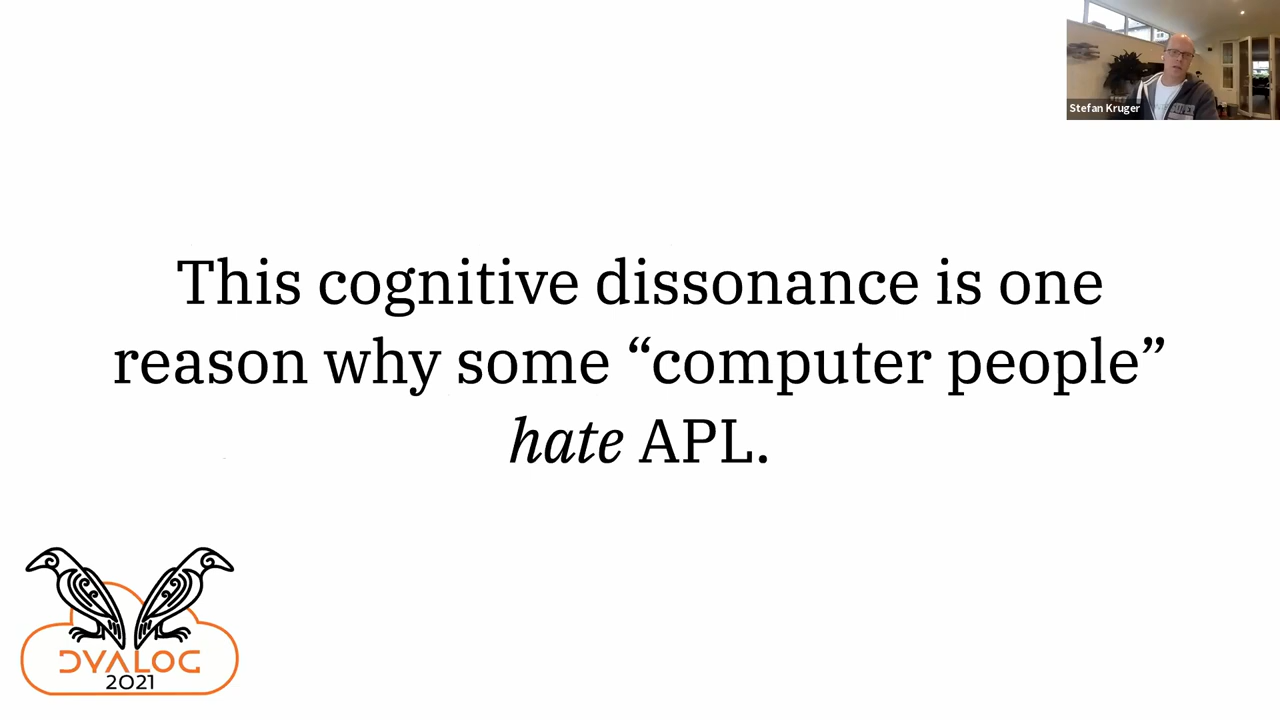 Stefan Kruger
This cognitive dissonance is one
reason why some “computer people”
hate APL.
DYALOG
2021